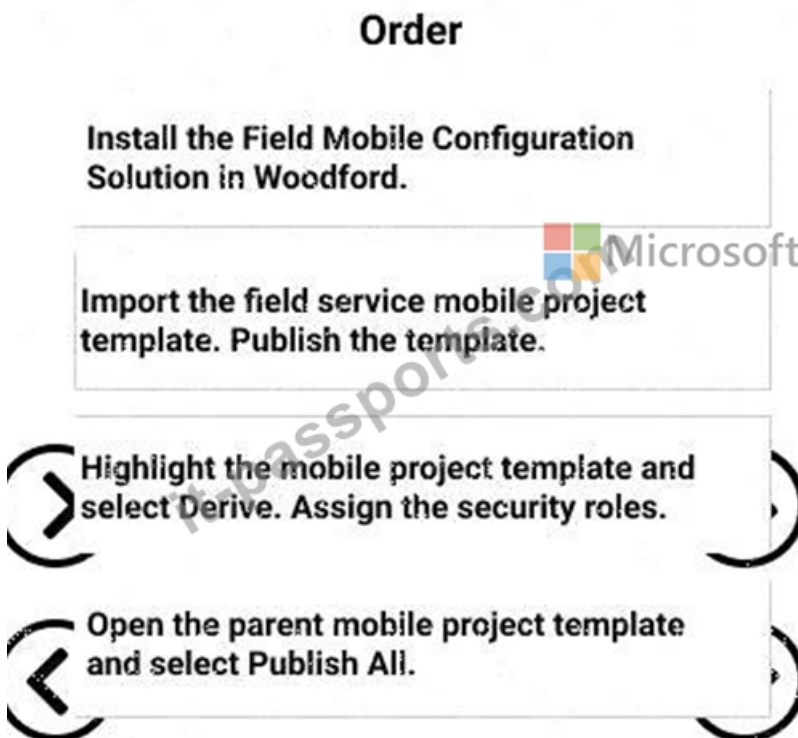 Order
Install the Field Mobile Configuration
Solution in Woodford.
Microsoft
Import the field service mobile project
template. Publish the template.
Highlight the mobile project template and
select Derive. Assign the security roles.
it-passports.com
Open the parent mobile project template
and select Publish All.